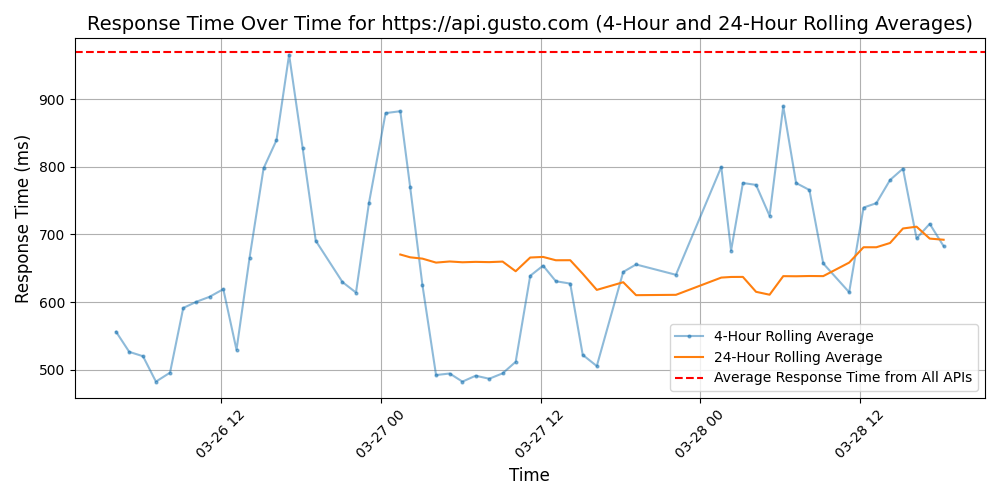 Response Time Over Time for https://api.gusto.com (4-Hour and 24-Hour Rolling Averages)
Response Time (ms)
900
800
700
600
500
4-Hour Rolling Average
24-Hour Rolling Average
Average Response Time from All APIs
03-26 12
03-27 00
03-27 12
03-28 00
03-28 12
Time